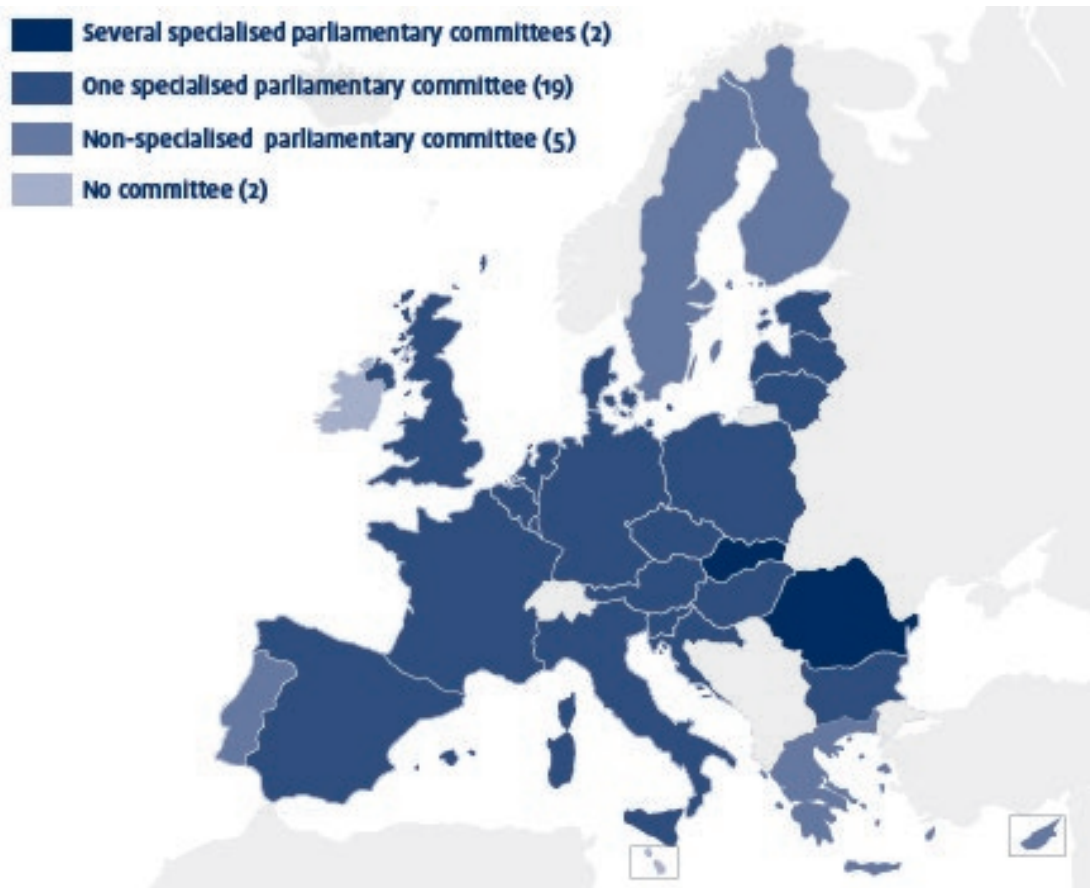 Several specialised parliamentary committees (2)
One specialised parliamentary committee (19)
Non-specialised parliamentary committee (5)
No committee (2)